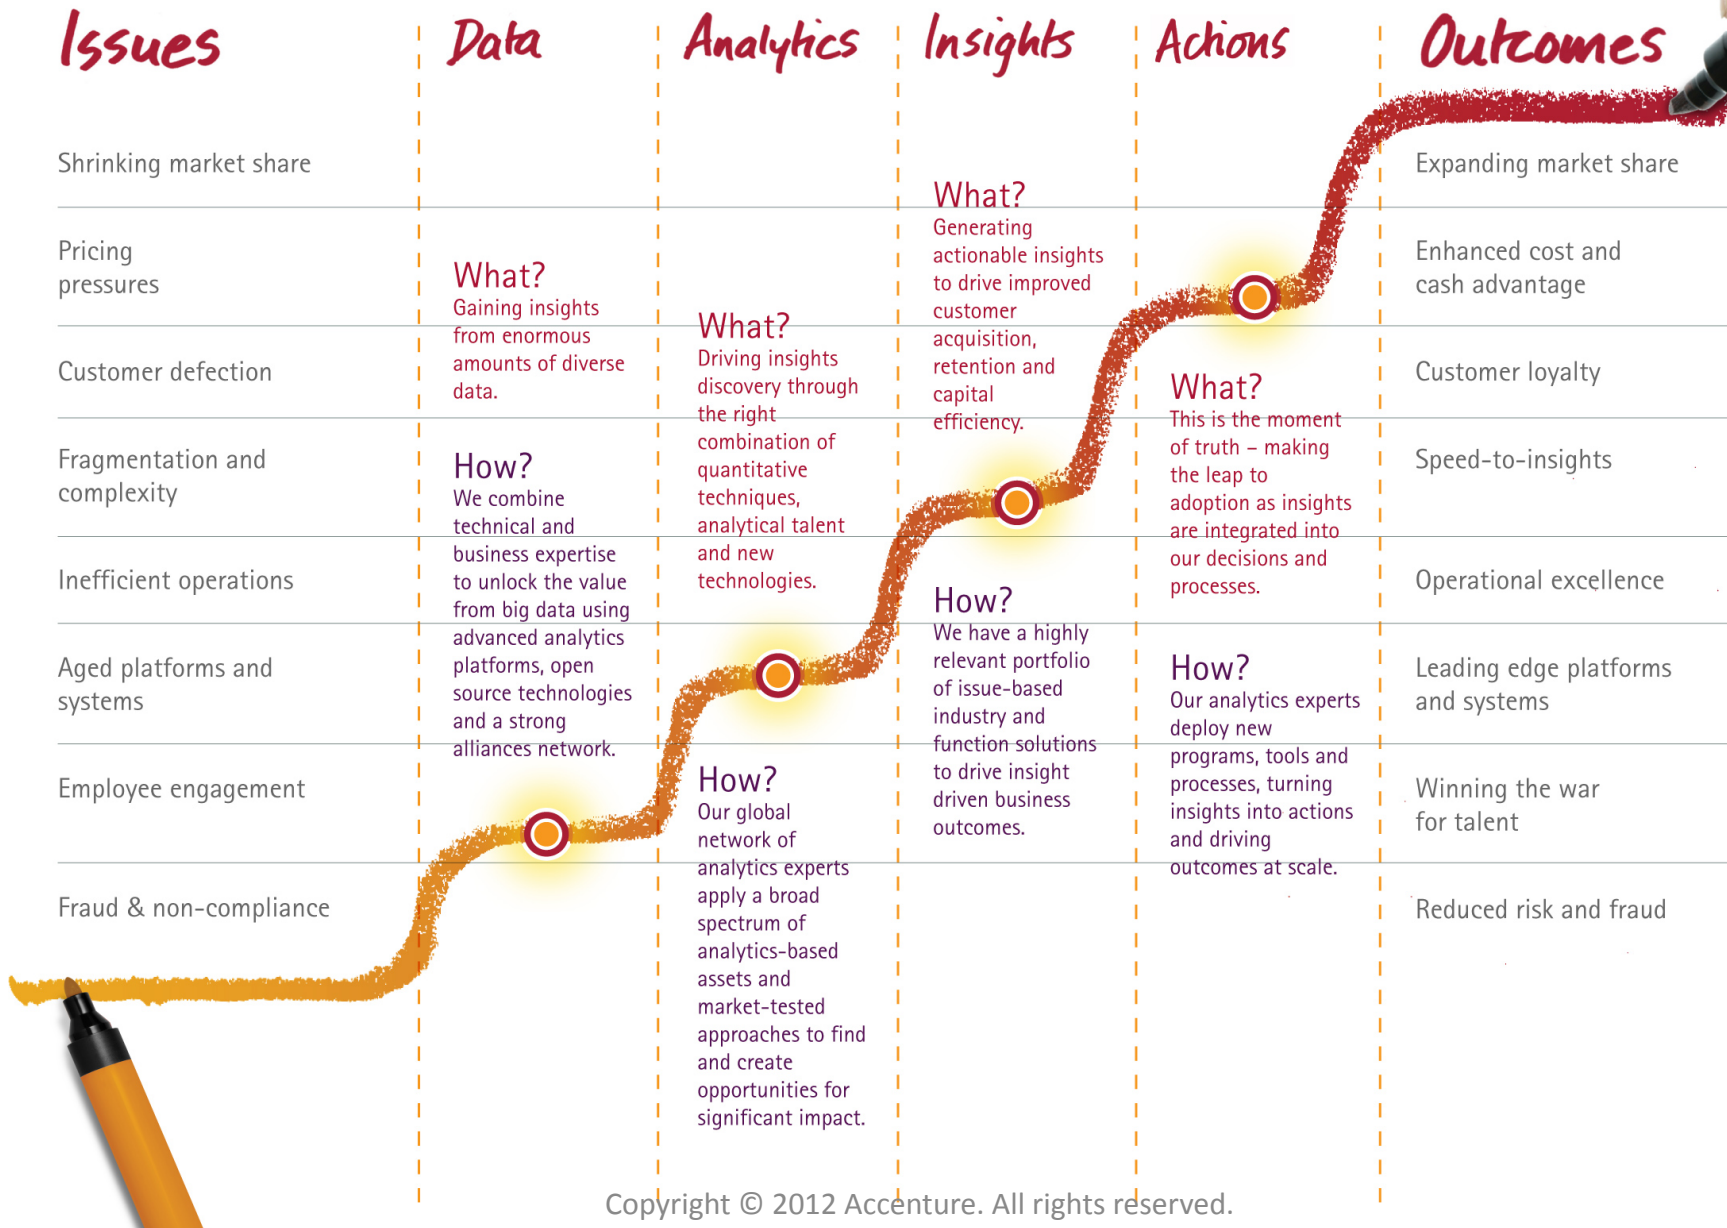 Issues
Data
Analytics
Insights
Actions
Outcomes
Shrinking market share
Pricing
pressures
Customer defection
Fragmentation and
complexity
Inefficient operations
Aged platforms and
systems
Employee engagement
Fraud & non-compliance
What?
Gaining insights
from enormous
amounts of diverse
data.
How?
We combine
technical and
business expertise
to unlock the value
from big data using
advanced analytics
platforms, open
source technologies
and a strong
alliances network.
What?
Driving insights
discovery through
the right
combination of
quantitative
techniques,
analytical talent
and new
technologies.
How?
Our global
network of
analytics experts
apply a broad
spectrum of
analytics-based
assets and
market-tested
approaches to find
and create
opportunities for
significant impact.
What?
Generating
actionable insights
to drive improved
customer
acquisition,
retention and
capital
efficiency.
How?
We have a highly
relevant portfolio
of issue-based
industry and
function solutions
to drive insight
driven business
outcomes.
What?
This is the moment
of truth – making
the leap to
adoption as insights
are integrated into
our decisions and
processes.
How?
Our analytics experts
deploy new
programs, tools and
processes, turning
insights into actions
and driving
outcomes at scale.
Expanding market share
Enhanced cost and
cash advantage
Customer loyalty
Speed-to-insights
Operational excellence
Leading edge platforms
and systems
Winning the war
for talent
Reduced risk and fraud
Copyright © 2012 Accenture. All rights reserved.